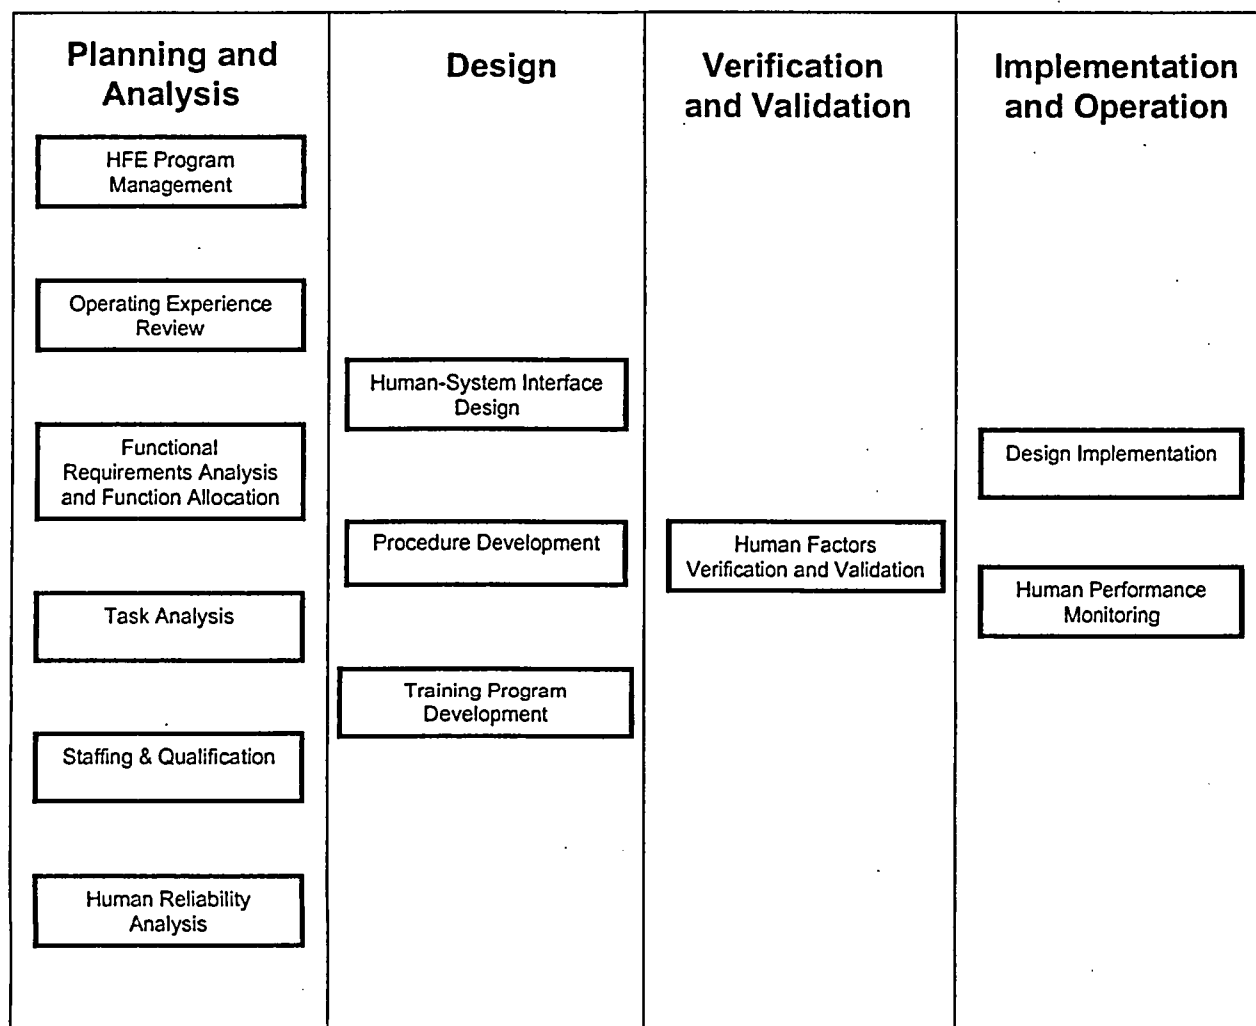 Planning and
Analysis
HFE Program
Management
Operating Experience
Review
Functional
Requirements Analysis
and Function Allocation
Task Analysis
Staffing & Qualification
Human Reliability
Analysis
Design
Human-System Interface
Design
Procedure Development
Training Program
Development
Verification
and Validation
Human Factors
Verification and Validation
Implementation
and Operation
Design Implementation
Human Performance
Monitoring